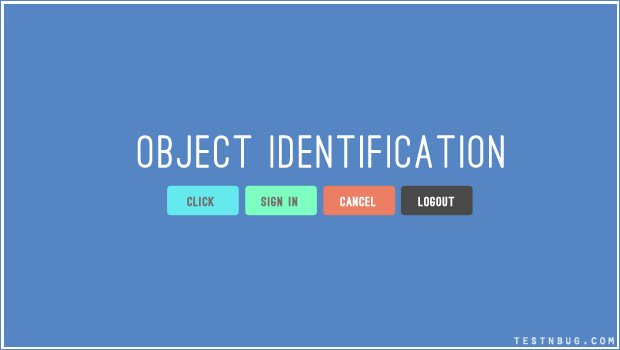 OBJECT IDENTIFICATION
CLICK SIGN IN CANCEL LOGOUT
TESTNBUG.COM